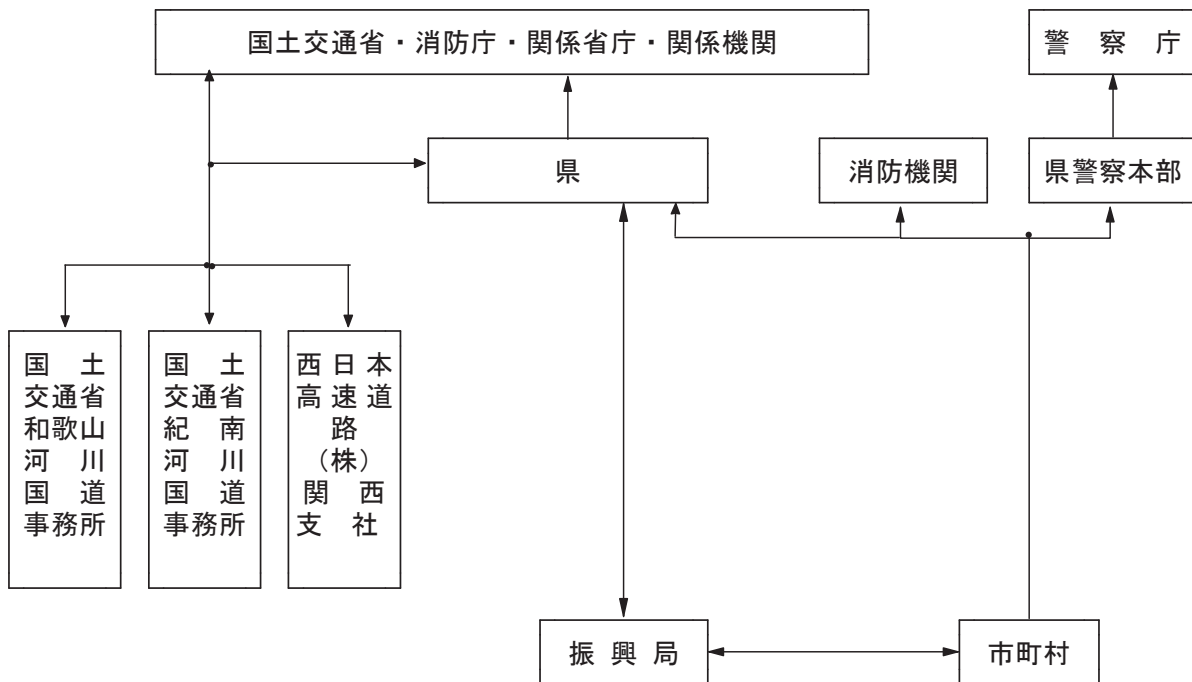 国土交通省・消防庁・関係省庁・関係機関
警察庁
県
消防機関
県警察本部
国土
交通省
和歌山
河川
国道
事務所
国土
交通省
紀南
河川
国道
事務所
西日本
高速道
路
（株）
関西
支社
振興局
市町村